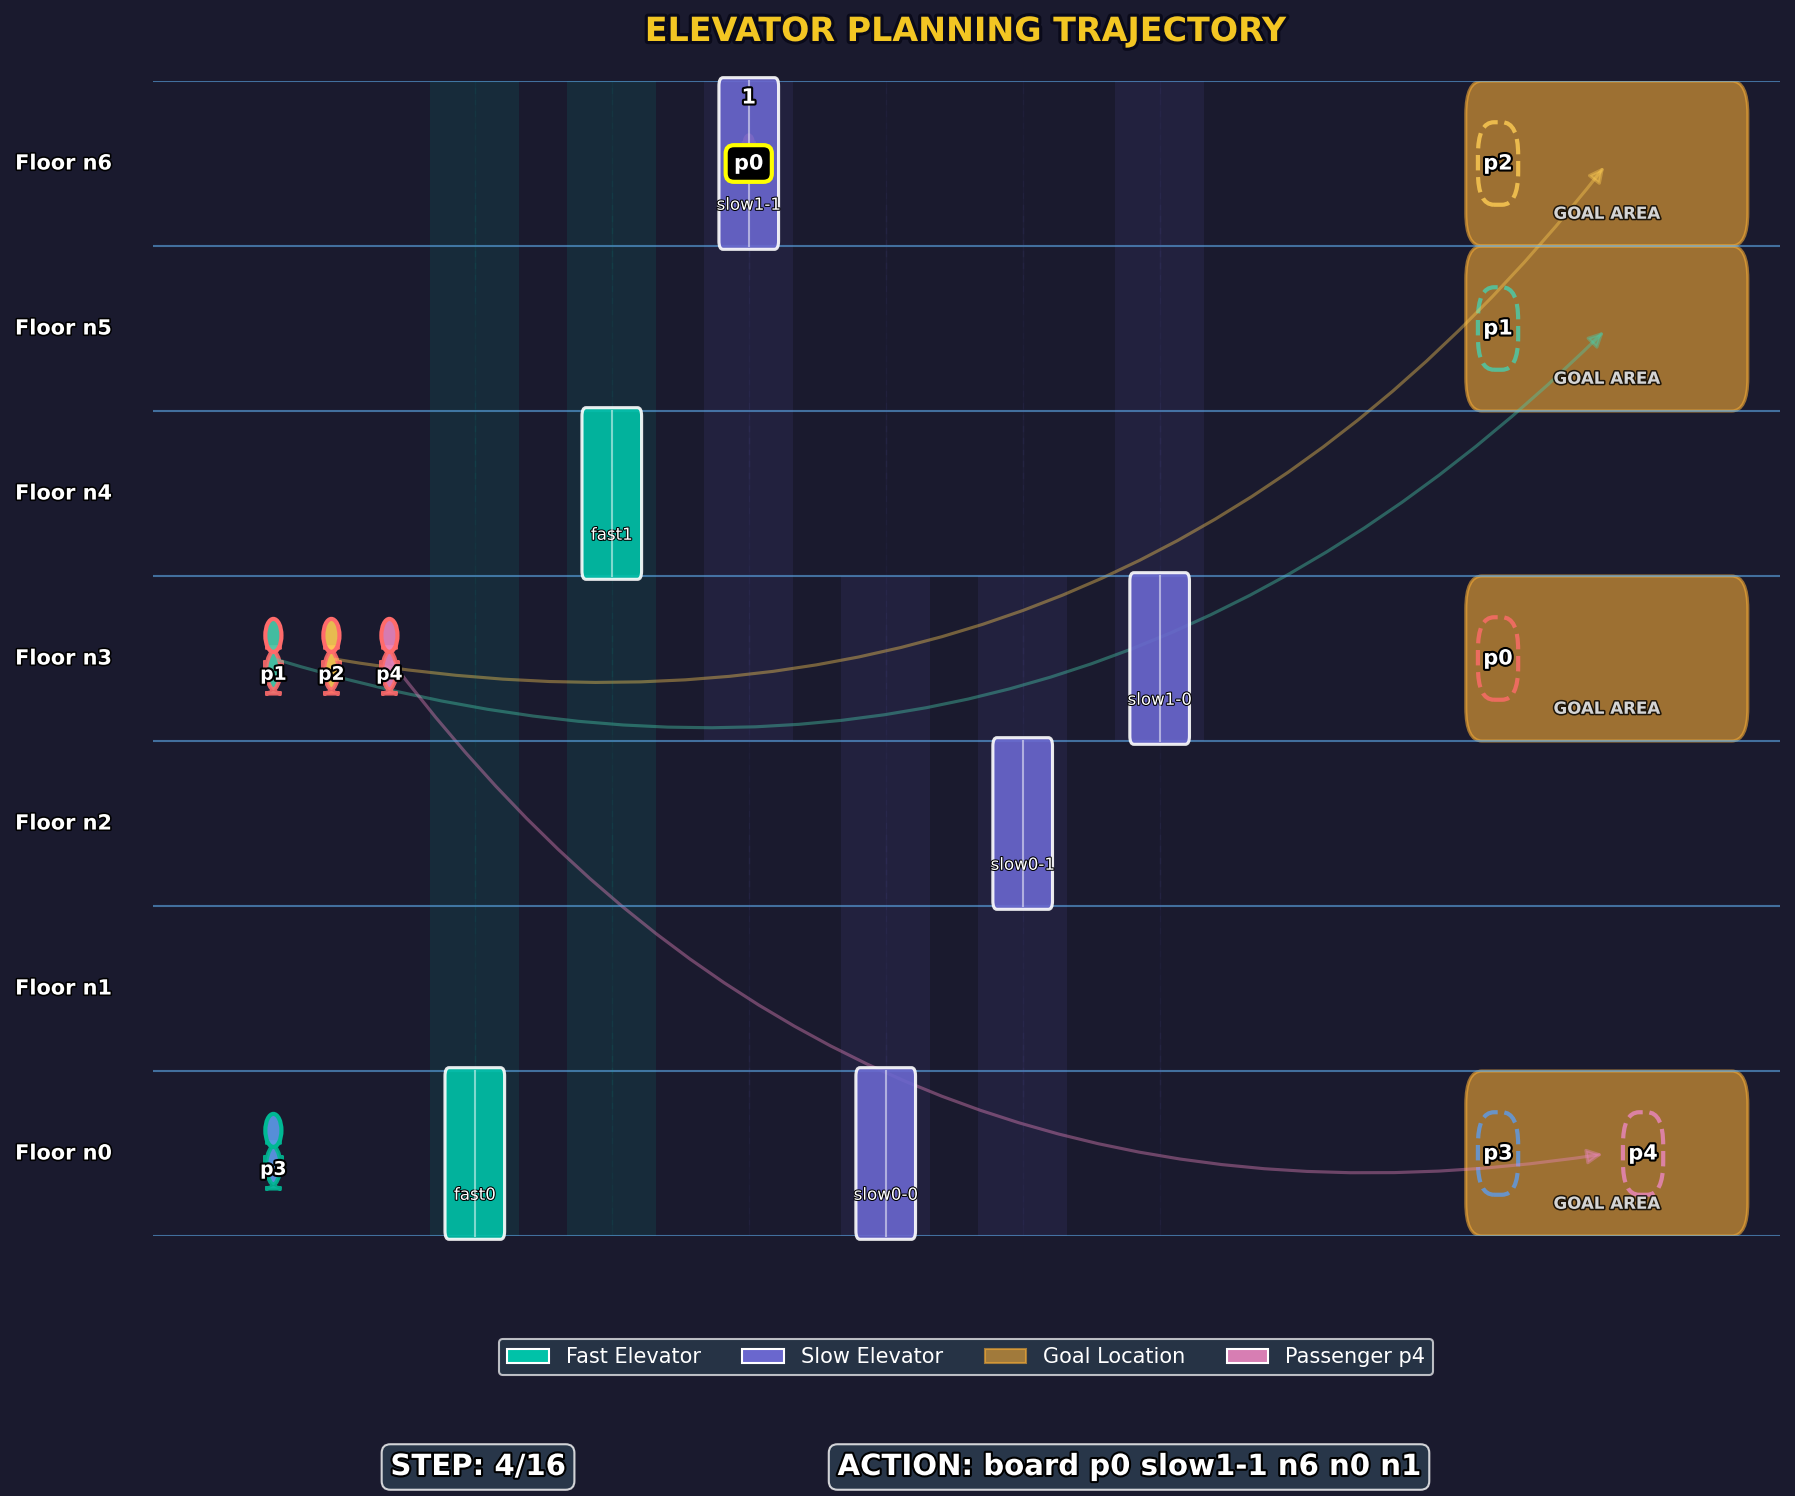 ELEVATOR PLANNING TRAJECTORY
1
Floor n6
p0
p2
slow1-1
GOAL AREA
Floor n5
p1
GOAL AREA
Floor n4
fast1
Floor n3
p1
p2
p4
p0
slow1-0
GOAL AREA
Floor n2
slow0-1
Floor n1
Floor n0
p3
p3
p4
fast0
slow0-0
GOAL AREA
Fast Elevator
Slow Elevator
Goal Location
Passenger p4
STEP: 4/16
ACTION: board p0 slow1-1 n6 n0 n1